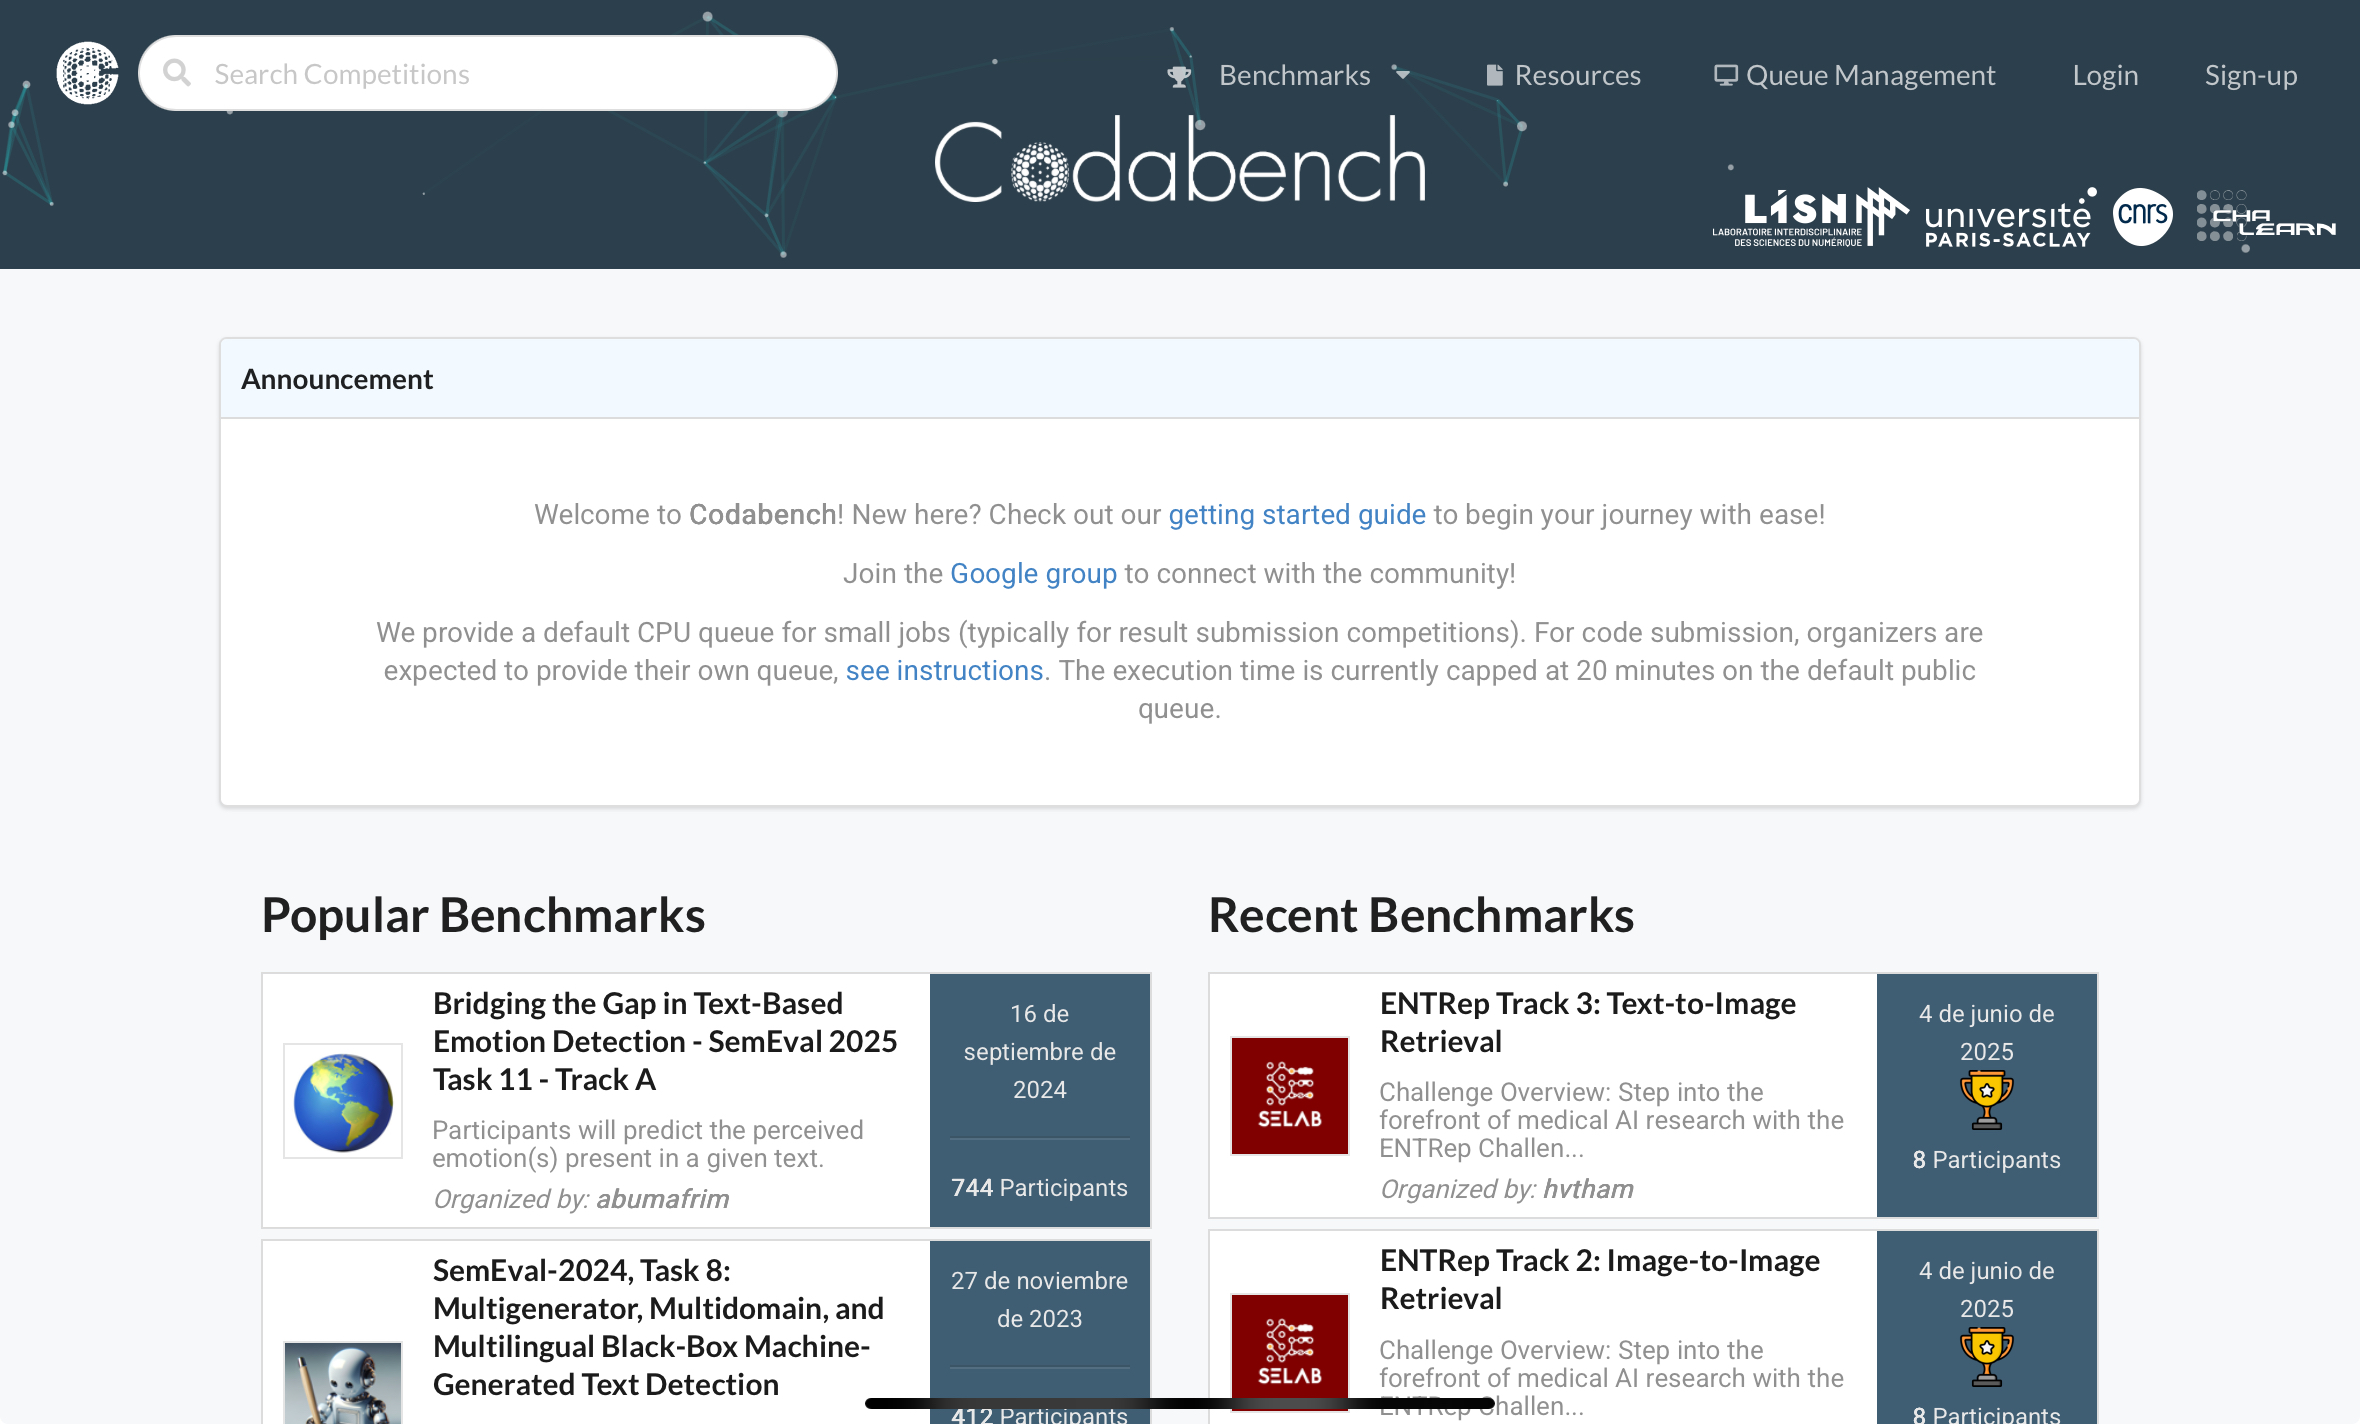 Search Competitions
Benchmarks
Resources
Queue Management
Login
Sign-up
Codabench
LISN
LABORATOIRE INTERDISCIPLINAIRE
DES SCIENCES DU NUMÉRIQUE
université
PARIS-SACLAY
cnrs
CHA
LEARN
Announcement
Welcome to Codabench! New here? Check out our getting started guide to begin your journey with ease!
Join the Google group to connect with the community!
We provide a default CPU queue for small jobs (typically for result submission competitions). For code submission, organizers are
expected to provide their own queue, see instructions. The execution time is currently capped at 20 minutes on the default public
queue.
Popular Benchmarks
Bridging the Gap in Text-Based
Emotion Detection - SemEval 2025
Task 11 - Track A
Participants will predict the perceived
emotion(s) present in a given text.
Organized by: abumafrim
16 de
septiembre de
2024
744 Participants
SemEval-2024, Task 8:
Multigenerator, Multidomain, and
Multilingual Black-Box Machine-
Generated Text Detection
27 de noviembre
de 2023
412 Participants
Recent Benchmarks
SELAB
ENTRep Track 3: Text-to-Image
Retrieval
Challenge Overview: Step into the
forefront of medical AI research with the
ENTRep Challen...
Organized by: hvtham
4 de junio de
2025
8 Participants
SELAB
ENTRep Track 2: Image-to-Image
Retrieval
Challenge Overview: Step into the
forefront of medical AI research with the
ENTRep Challen...
4 de junio de
2025
8 Participants